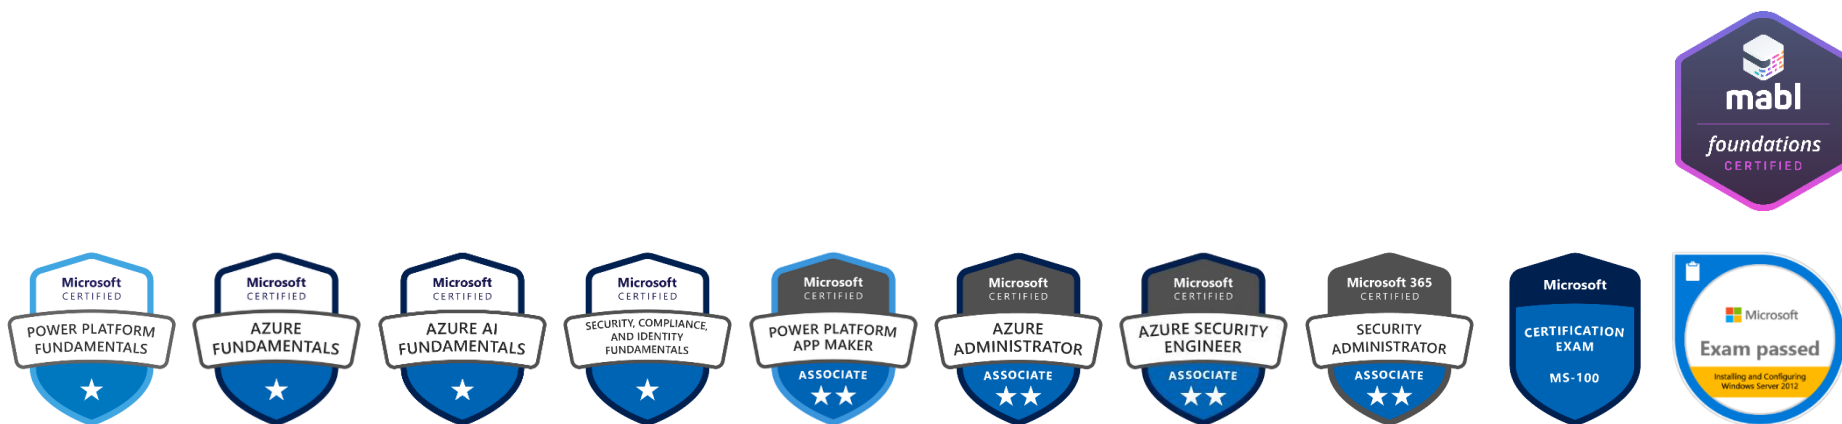 mabl
foundations
CERTIFIED
Microsoft
CERTIFIED
POWER PLATFORM
FUNDAMENTALS
Microsoft
CERTIFIED
AZURE
FUNDAMENTALS
Microsoft
CERTIFIED
AZURE AI
FUNDAMENTALS
Microsoft
CERTIFIED
SECURITY, COMPLIANCE,
AND IDENTITY
FUNDAMENTALS
Microsoft
CERTIFIED
POWER PLATFORM
APP MAKER
ASSOCIATE
Microsoft
CERTIFIED
AZURE
ADMINISTRATOR
ASSOCIATE
Microsoft
CERTIFIED
AZURE SECURITY
ENGINEER
ASSOCIATE
Microsoft 365
CERTIFIED
SECURITY
ADMINISTRATOR
ASSOCIATE
Microsoft
CERTIFICATION
EXAM
MS-100
Microsoft
Exam passed
Installing and Configuring
Windows Server 2012